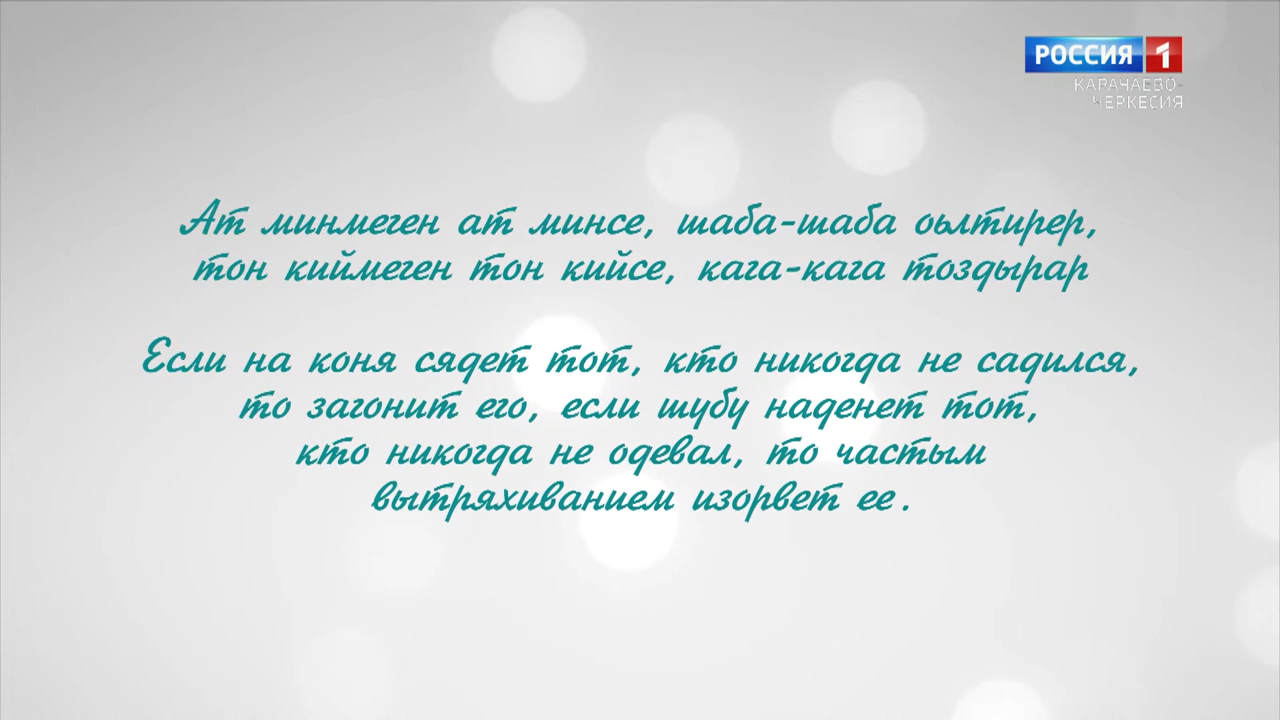 РОССИЯ 1
КАРАЧАЕВО-
ЧЕРКЕСИЯ
Ат минмеген ат минсе, шаба-шаба оьлтирер,
тон киймеген тон кийсе, кага-кага тоздырар
Если на коня сядет тот, кто никогда не садился,
то загонит его, если шубу наденет тот,
кто никогда не одевал, то частым
вытряхиванием изорвет ее.